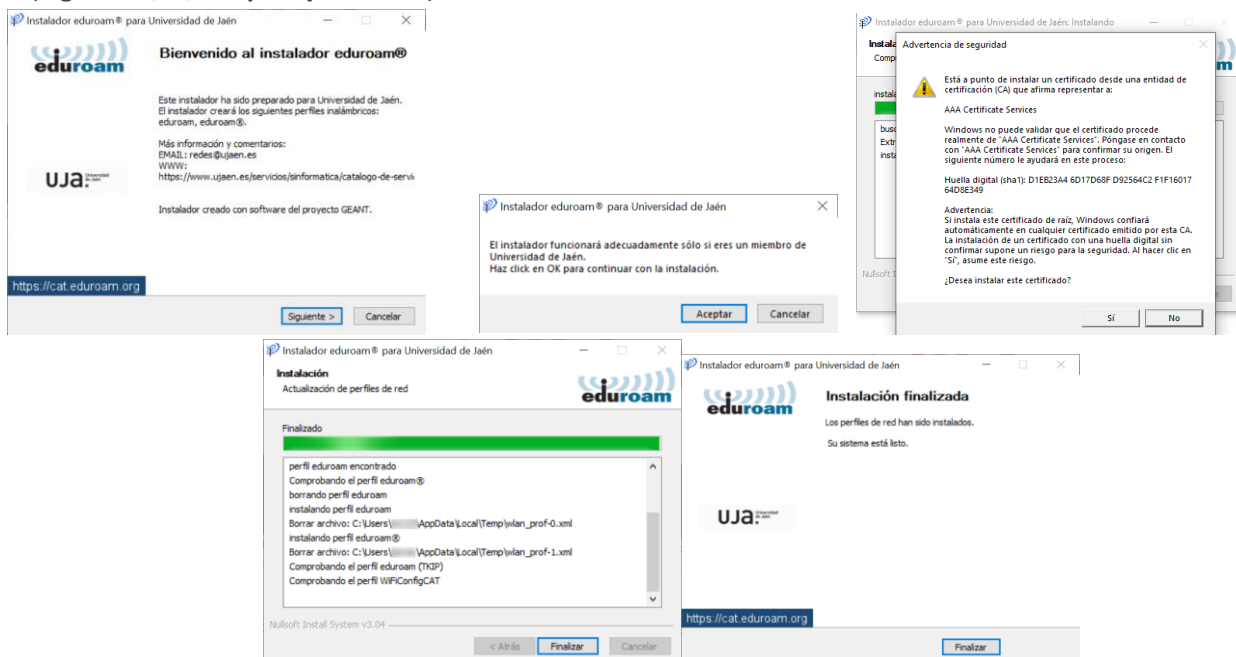 Instalador eduroam® para Universidad de Jaén
eduroam
Bienvenido al instalador eduroam®
Este instalador ha sido preparado para Universidad de Jaén.
El instalador creará los siguientes perfiles inalámbricos:
eduroam, eduroam®.
Más información y comentarios:
EMAIL: redes@ujaen.es
WWW:
https://www.ujaen.es/servicios/sinformatica/catalogo-de-servi
Instalador creado con software del proyecto GEANT.
UJa: Universidad
de Jaén
https://cat.eduroam.org
Siguiente >
Cancelar
Instalador eduroam® para Universidad de Jaén
El instalador funcionará adecuadamente sólo si eres un miembro de
Universidad de Jaén.
Haz click en OK para continuar con la instalación.
Aceptar
Cancelar
Instalador eduroam® para Universidad de Jaén: Instalando
Instala
Comp
m
instala
busc
Extr
insta
Nullsoft I
Advertencia de seguridad
Está a punto de instalar un certificado desde una entidad de
certificación (CA) que afirma representar a:
AAA Certificate Services
Windows no puede validar que el certificado procede
realmente de "AAA Certificate Services". Póngase en contacto
con "AAA Certificate Services" para confirmar su origen. El
siguiente número le ayudará en este proceso:
Huella digital (sha1): D1EB23A4 6D17D68F D92564C2 F1F16017
64D8E349
Advertencia:
Si instala este certificado de raíz, Windows confiará
automáticamente en cualquier certificado emitido por esta CA.
La instalación de un certificado con una huella digital sin
confirmar supone un riesgo para la seguridad. Al hacer clic en
"Sí", asume este riesgo.
¿Desea instalar este certificado?
Sí
No
Instalador eduroam® para Universidad de Jaén
Instalación
Actualización de perfiles de red
eduroam
Finalizado
perfil eduroam encontrado
Comprobando el perfil eduroam®
borrando perfil eduroam
instalando perfil eduroam
Borrar archivo: C:\Users\ \AppData\Local\Temp\wlan_prof-0.xml
instalando perfil eduroam®
Borrar archivo: C:\Users\ \AppData\Local\Temp\wlan_prof-1.xml
Comprobando el perfil eduroam (TKIP)
Comprobando el perfil WiFiConfigCAT
Nullsoft Install System v3.04
< Atrás
Finalizar
Cancelar
Instalador eduroam® para Universidad de Jaén
eduroam
Instalación finalizada
Los perfiles de red han sido instalados.
Su sistema está listo.
UJa: Universidad
de Jaén
https://cat.eduroam.org
Finalizar